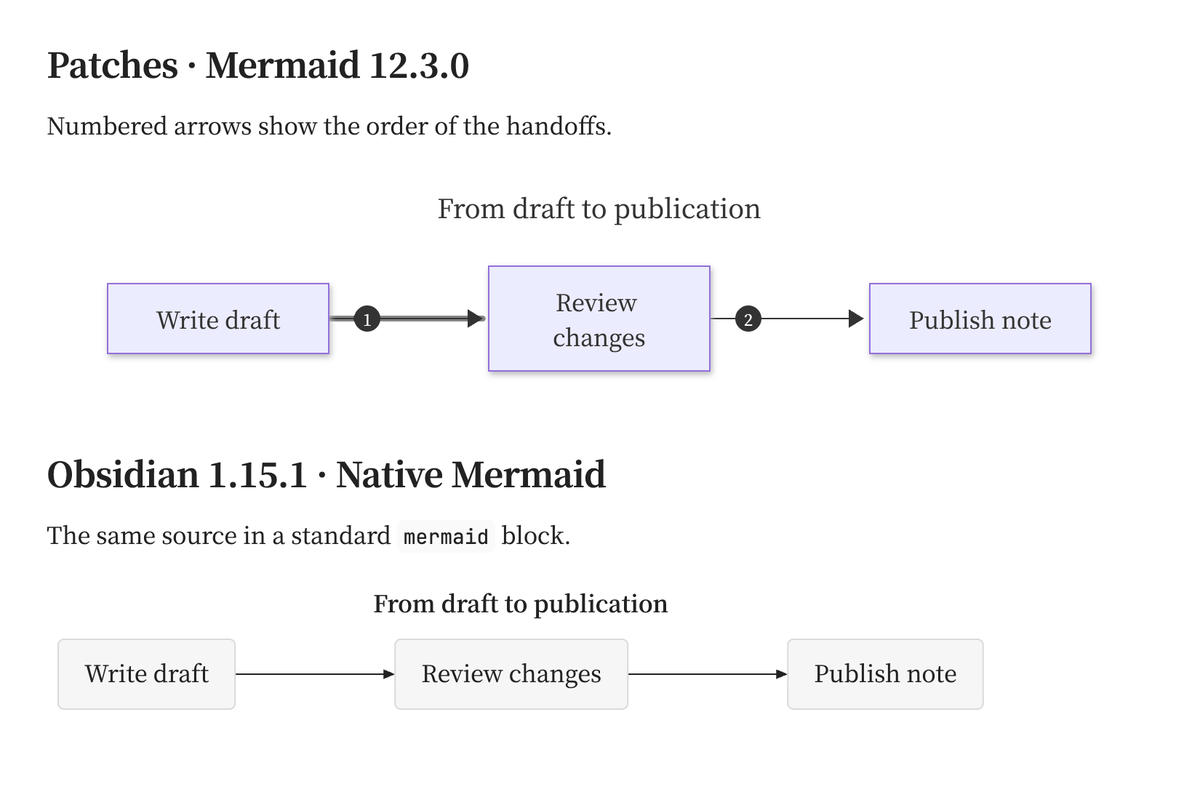 Patches · Mermaid 12.3.0
Numbered arrows show the order of the handoffs.
From draft to publication
Write draft
1
Review
changes
2
Publish note
Obsidian 1.15.1 · Native Mermaid
The same source in a standard mermaid block.
From draft to publication
Write draft
Review changes
Publish note